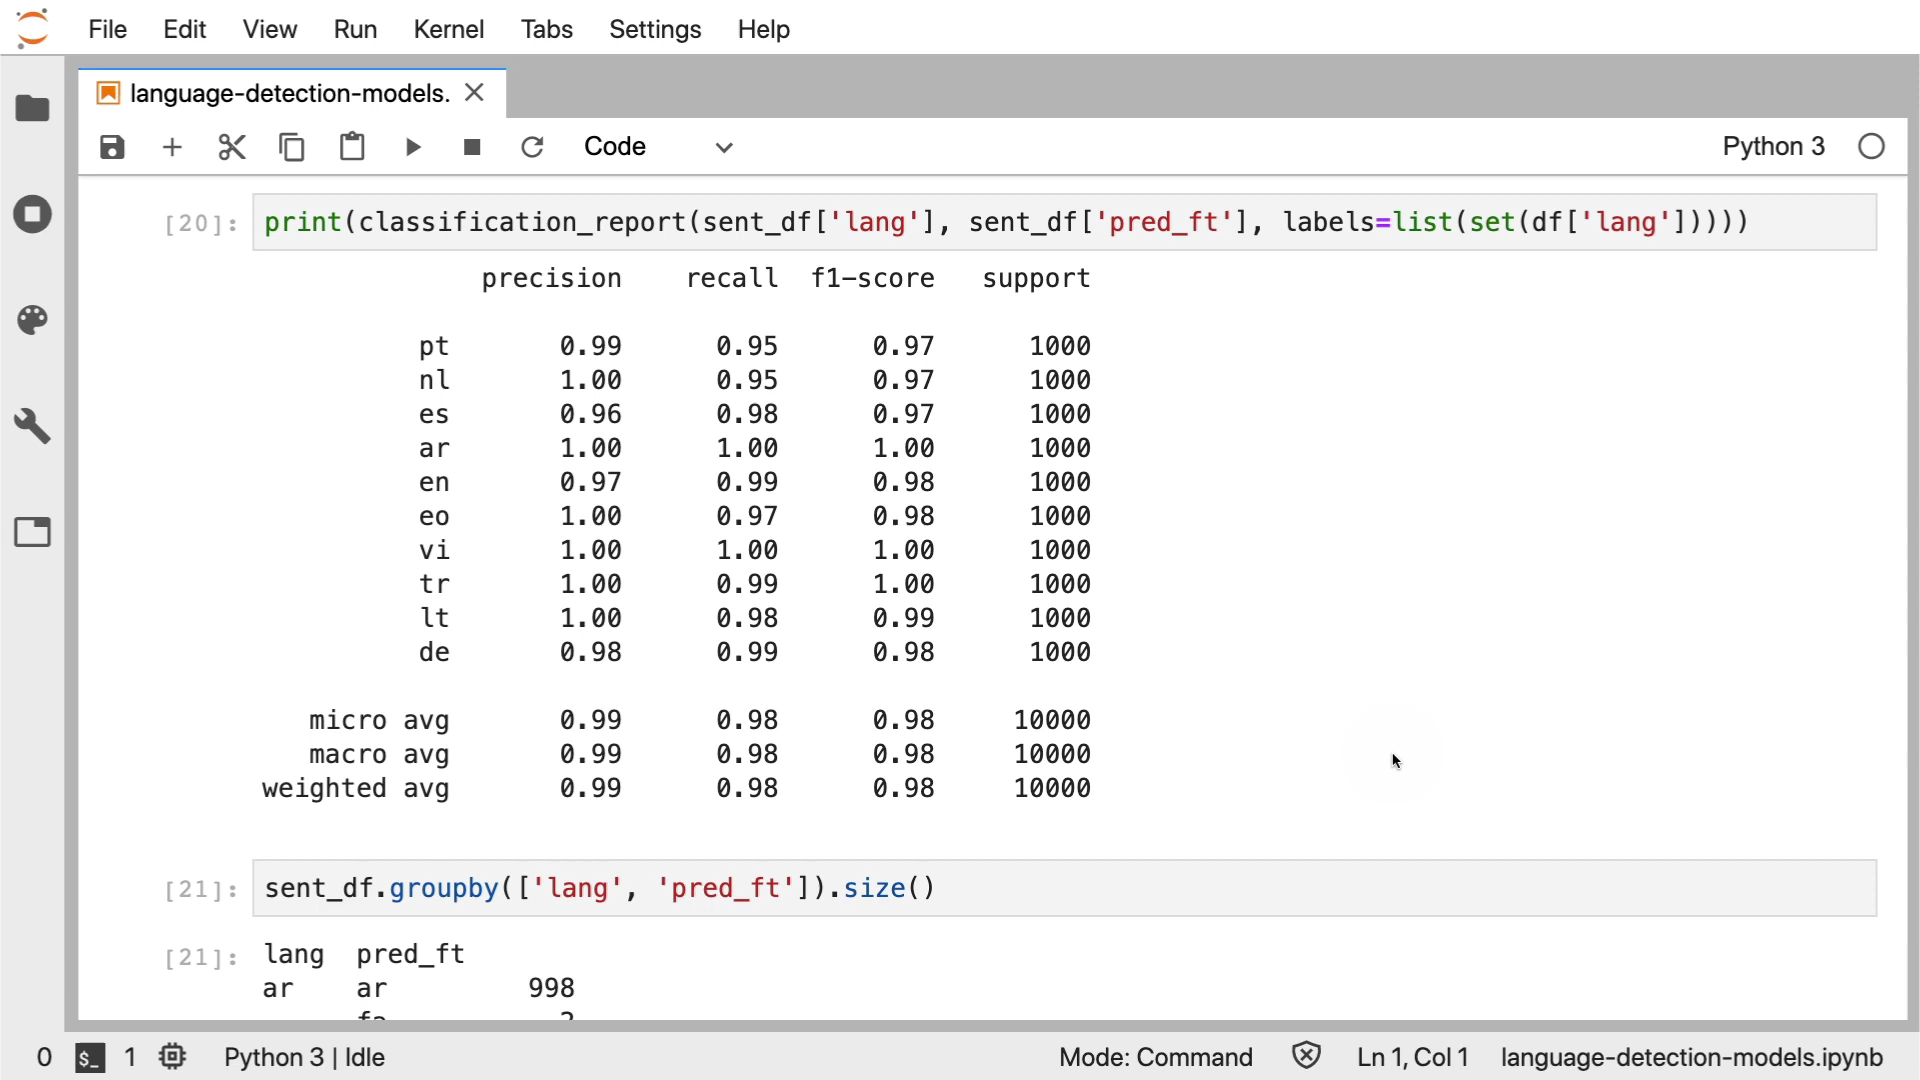 File Edit View Run Kernel Tabs Settings Help
language-detection-models.
Code Python 3
[20]: print(classification_report(sent_df['lang'], sent_df['pred_ft'], labels=list(set(df['lang']))))
precision recall f1-score support
pt 0.99 0.95 0.97 1000
nl 1.00 0.95 0.97 1000
es 0.96 0.98 0.97 1000
ar 1.00 1.00 1.00 1000
en 0.97 0.99 0.98 1000
eo 1.00 0.97 0.98 1000
vi 1.00 1.00 1.00 1000
tr 1.00 0.99 1.00 1000
lt 1.00 0.98 0.99 1000
de 0.98 0.99 0.98 1000
micro avg 0.99 0.98 0.98 10000
macro avg 0.99 0.98 0.98 10000
weighted avg 0.99 0.98 0.98 10000
[21]: sent_df.groupby(['lang', 'pred_ft']).size()
[21]: lang pred_ft
ar ar 998
0 $_ 1 Python 3 | Idle Mode: Command Ln 1, Col 1 language-detection-models.ipynb